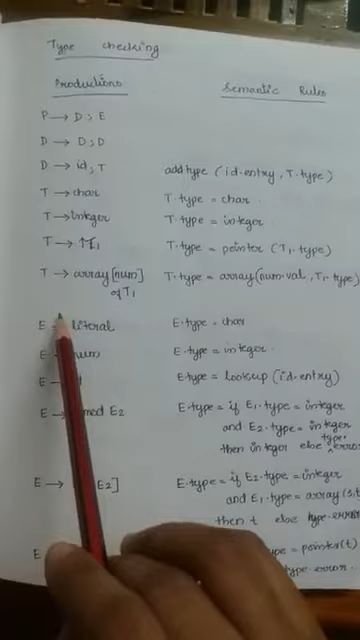 Type checking
Productions Semantic Rules
P → D ; E
D → D ; D
D → id ; T addtype (id.entry, T.type)
T → char T.type = char
T → integer T.type = integer
T → ↑T1 T.type = pointer (T1.type)
T → array [num] T.type = array(num.val, T1.type)
of T1
E literal E.type = char
E num E.type = integer
E E.type = lookup (id.entry)
E mod E2 E.type = if E1.type = integer
and E2.type = integer
then integer else type error
E → E2] E.type = if E2.type = integer
and E1.type = array (s,t
then t else type error
E type = pointer(t)
type error